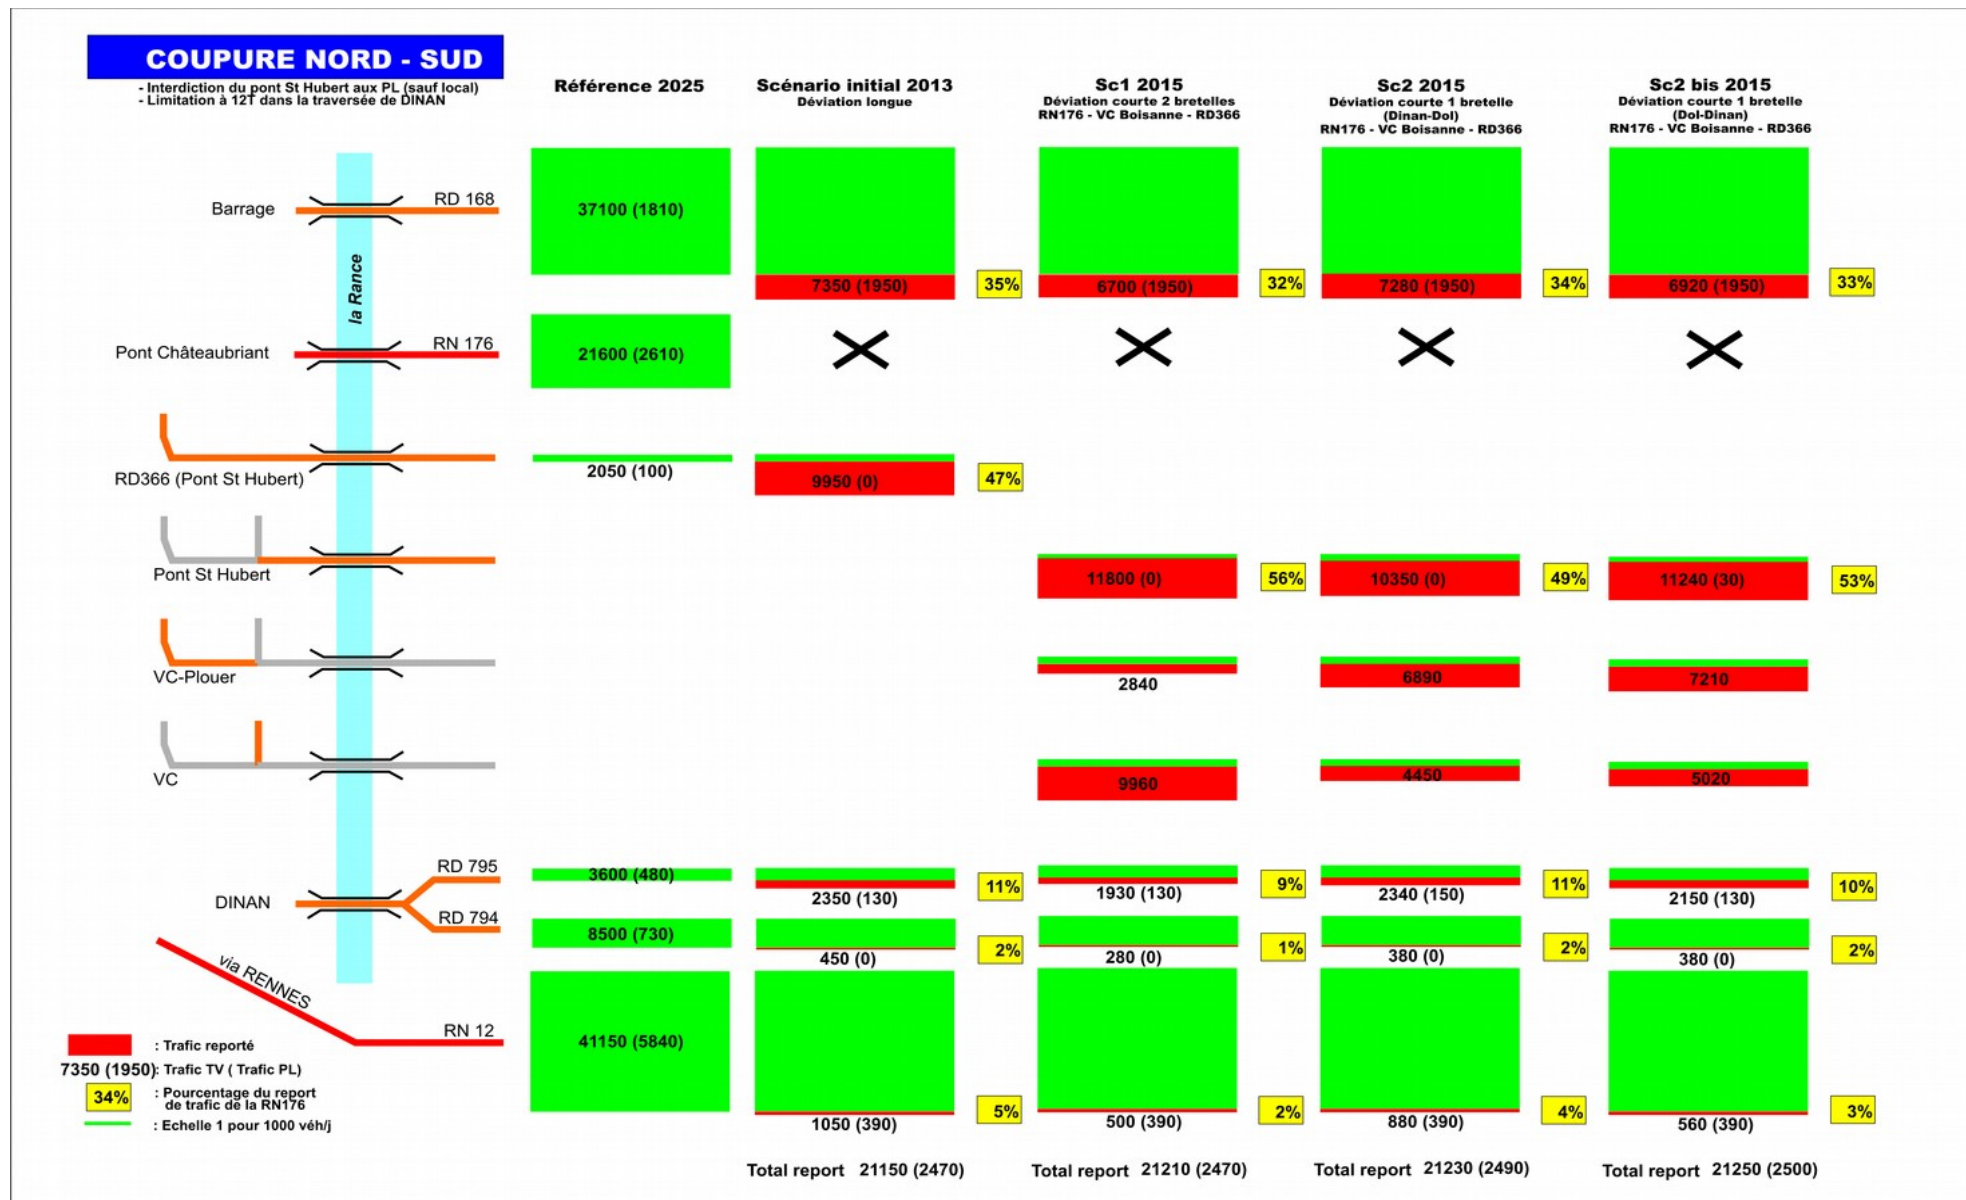 COUPURE NORD - SUD
- Interdiction du pont St Hubert aux PL (sauf local)
- Limitation à 12T dans la traversée de DINAN
Référence 2025
Scénario initial 2013
Déviation longue
Sc1 2015
Déviation courte 2 bretelles
RN176 - VC Boisanne - RD366
Sc2 2015
Déviation courte 1 bretelle
(Dinan-Dol)
RN176 - VC Boisanne - RD366
Sc2 bis 2015
Déviation courte 1 bretelle
(Dol-Dinan)
RN176 - VC Boisanne - RD366
la Rance
Barrage
RD 168
37100 (1810)
7350 (1950)
35%
6700 (1950)
32%
7280 (1950)
34%
6920 (1950)
33%
Pont Châteaubriant
RN 176
21600 (2610)
RD366 (Pont St Hubert)
2050 (100)
9950 (0)
47%
Pont St Hubert
11800 (0)
56%
10350 (0)
49%
11240 (30)
53%
VC-Plouer
2840
6890
7210
VC
9960
4450
5020
DINAN
RD 795
3600 (480)
2350 (130)
11%
1930 (130)
9%
2340 (150)
11%
2150 (130)
10%
RD 794
8500 (730)
450 (0)
2%
280 (0)
1%
380 (0)
2%
380 (0)
2%
via RENNES
RN 12
41150 (5840)
1050 (390)
5%
500 (390)
2%
880 (390)
4%
560 (390)
3%
: Trafic reporté
7350 (1950): Trafic TV ( Trafic PL)
34%
: Pourcentage du report
de trafic de la RN176
: Echelle 1 pour 1000 véh/j
Total report 21150 (2470)
Total report 21210 (2470)
Total report 21230 (2490)
Total report 21250 (2500)